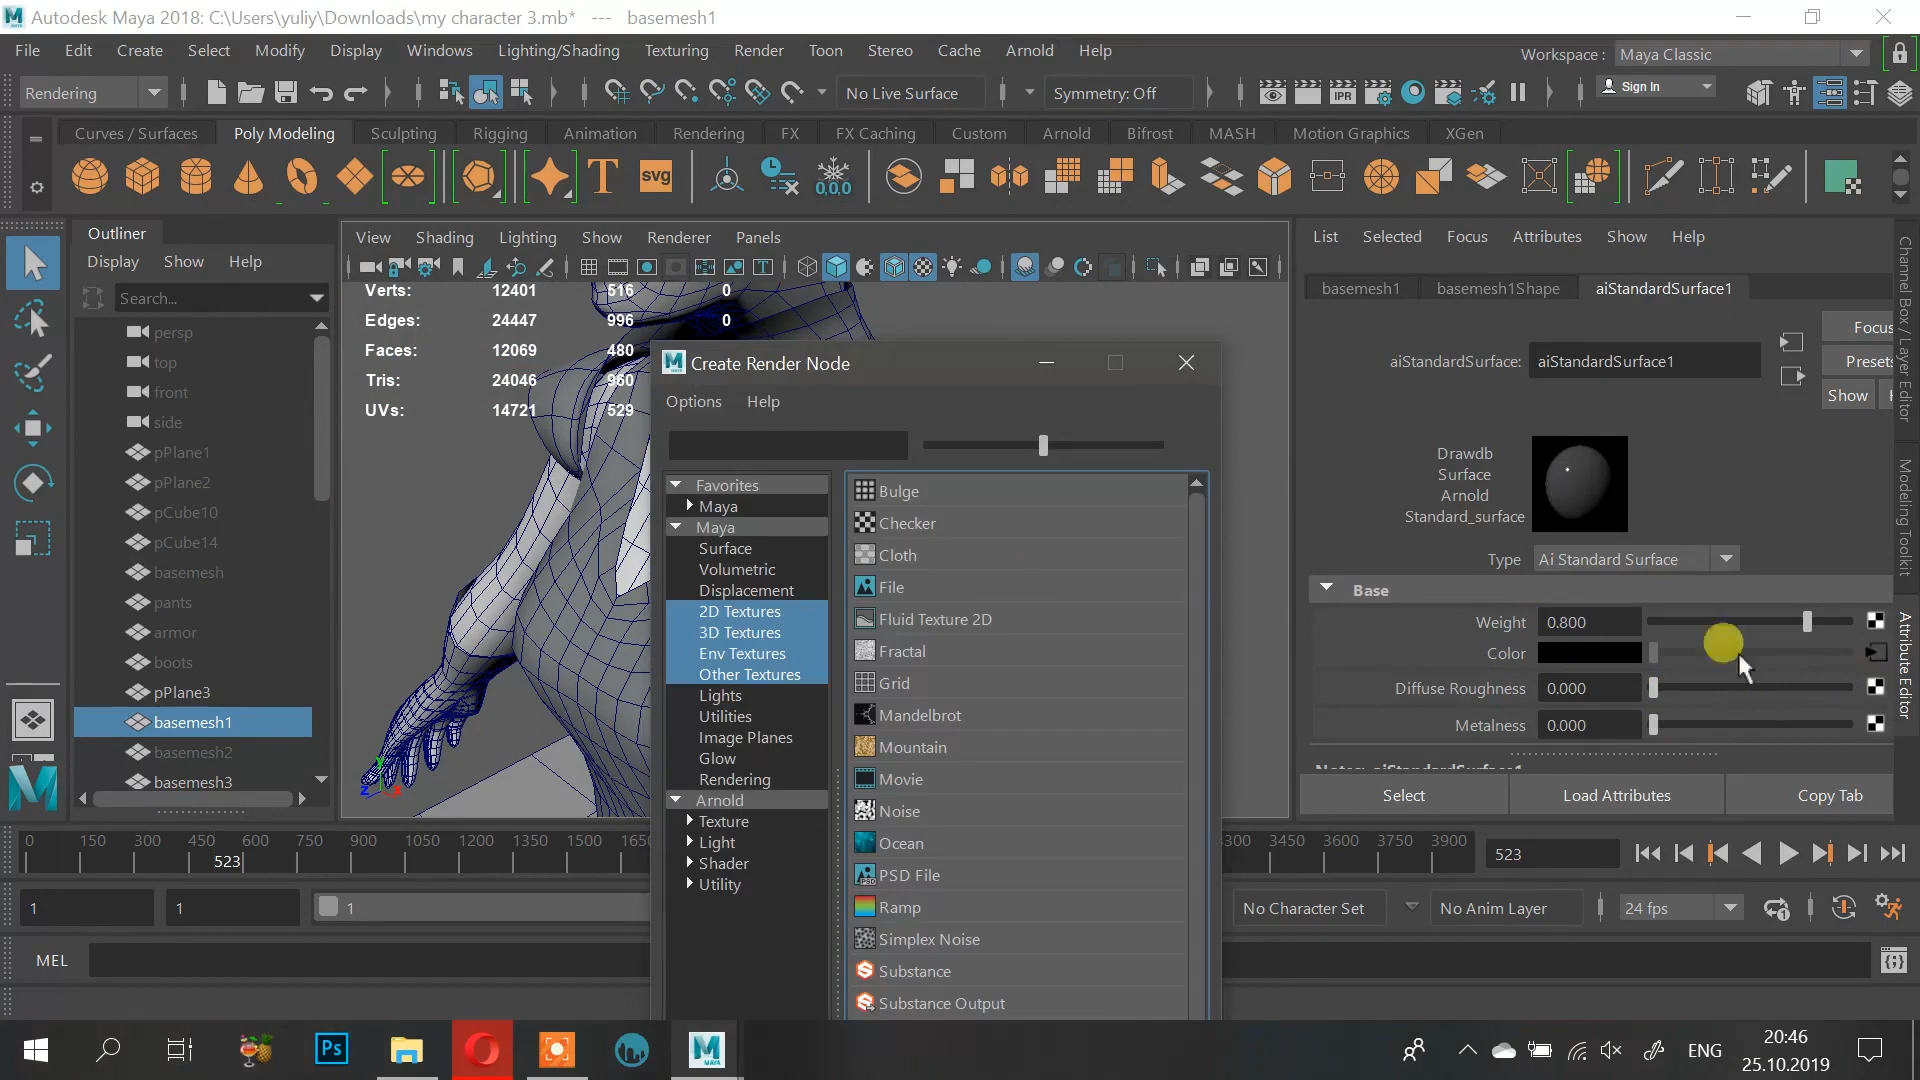 Autodesk Maya 2018: C:\Users\yuliy\Downloads\my character 3.mb* --- basemesh1
File Edit Create Select Modify Display Windows Lighting/Shading Texturing Render Toon Stereo Cache Arnold Help
Workspace : Maya Classic
Rendering
No Live Surface
Symmetry: Off
IPR
Sign In
Curves / Surfaces Poly Modeling Sculpting Rigging Animation Rendering FX FX Caching Custom Arnold Bifrost MASH Motion Graphics XGen
T svg 0,0,0
Outliner
Display Show Help
Search...
persp
top
front
side
pPlane1
pPlane2
pCube10
pCube14
basemesh
pants
armor
boots
pPlane3
basemesh1
basemesh2
basemesh3
View Shading Lighting Show Renderer Panels
Verts: 12401 516 0
Edges: 24447 996 0
Faces: 12069 480
Tris: 24046 960
UVs: 14721 529
Create Render Node
Options Help
Favorites
Maya
Maya
Surface
Volumetric
Displacement
2D Textures
3D Textures
Env Textures
Other Textures
Lights
Utilities
Image Planes
Glow
Rendering
Arnold
Texture
Light
Shader
Utility
Bulge
Checker
Cloth
File
Fluid Texture 2D
Fractal
Grid
Mandelbrot
Mountain
Movie
Noise
Ocean
PSD File
Ramp
Simplex Noise
Substance
Substance Output
List Selected Focus Attributes Show Help
basemesh1 basemesh1Shape aiStandardSurface1
aiStandardSurface: aiStandardSurface1
Focus
Presets
Show
Drawdb
Surface
Arnold
Standard_surface
Type Ai Standard Surface
Base
Weight 0.800
Color
Diffuse Roughness 0.000
Metalness 0.000
Select Load Attributes Copy Tab
Channel Box / Layer Editor
Modeling Toolkit
Attribute Editor
0 150 300 450 600 750 900 1050 1200 1350 1500 1650
523
3450 3600 3750 3900
523
1
1
1
No Character Set
No Anim Layer
24 fps
MEL
Ps
MAYA
ENG
20:46
25.10.2019